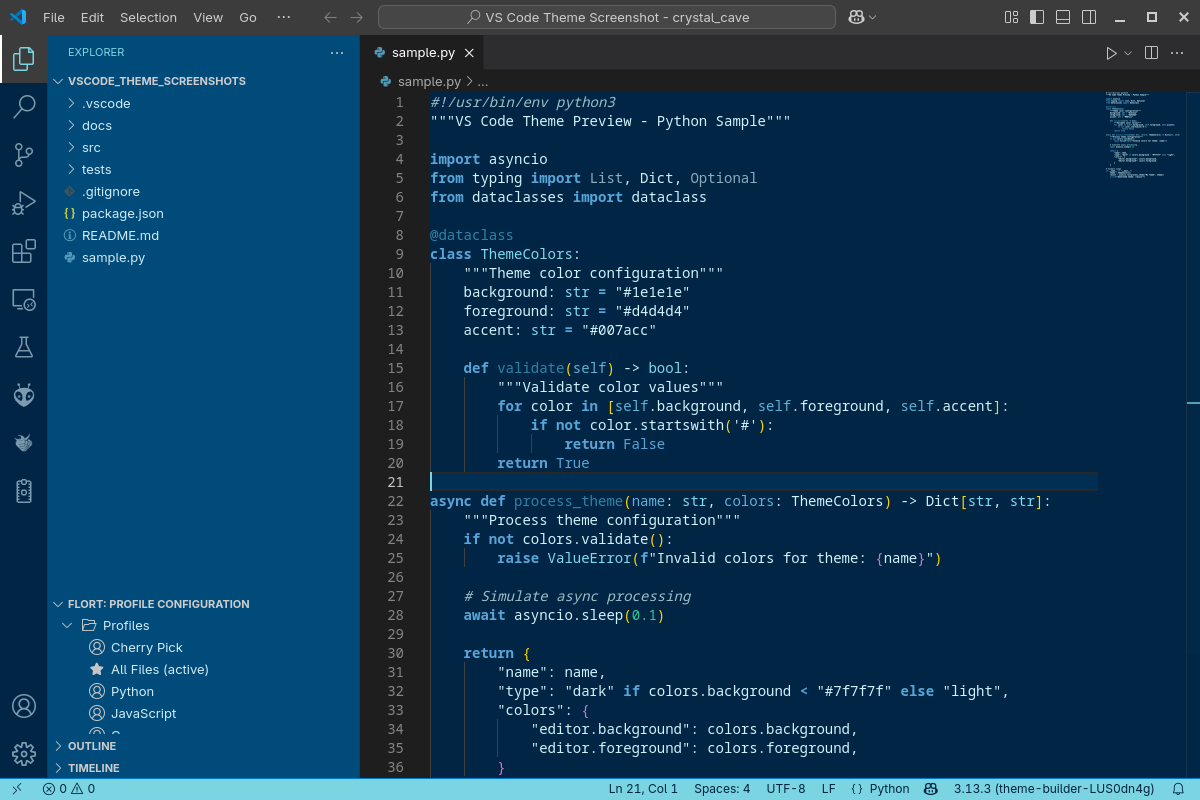 File Edit Selection View Go ···
VS Code Theme Screenshot - crystal_cave
EXPLORER
VSCODE_THEME_SCREENSHOTS
.vscode
docs
src
tests
.gitignore
package.json
README.md
sample.py
FLORT: PROFILE CONFIGURATION
Profiles
Cherry Pick
All Files (active)
Python
JavaScript
OUTLINE
TIMELINE
sample.py
sample.py > ...
1 #!/usr/bin/env python3
2 """VS Code Theme Preview - Python Sample"""
3
4 import asyncio
5 from typing import List, Dict, Optional
6 from dataclasses import dataclass
7
8 @dataclass
9 class ThemeColors:
10 """Theme color configuration"""
11 background: str = "#1e1e1e"
12 foreground: str = "#d4d4d4"
13 accent: str = "#007acc"
14
15 def validate(self) -> bool:
16 """Validate color values"""
17 for color in [self.background, self.foreground, self.accent]:
18 if not color.startswith('#'):
19 return False
20 return True
21
22 async def process_theme(name: str, colors: ThemeColors) -> Dict[str, str]:
23 """Process theme configuration"""
24 if not colors.validate():
25 raise ValueError(f"Invalid colors for theme: {name}")
26
27 # Simulate async processing
28 await asyncio.sleep(0.1)
29
30 return {
31 "name": name,
32 "type": "dark" if colors.background < "#7f7f7f" else "light",
33 "colors": {
34 "editor.background": colors.background,
35 "editor.foreground": colors.foreground,
36 }
0 0 Ln 21, Col 1 Spaces: 4 UTF-8 LF {} Python 3.13.3 (theme-builder-LUS0dn4g)